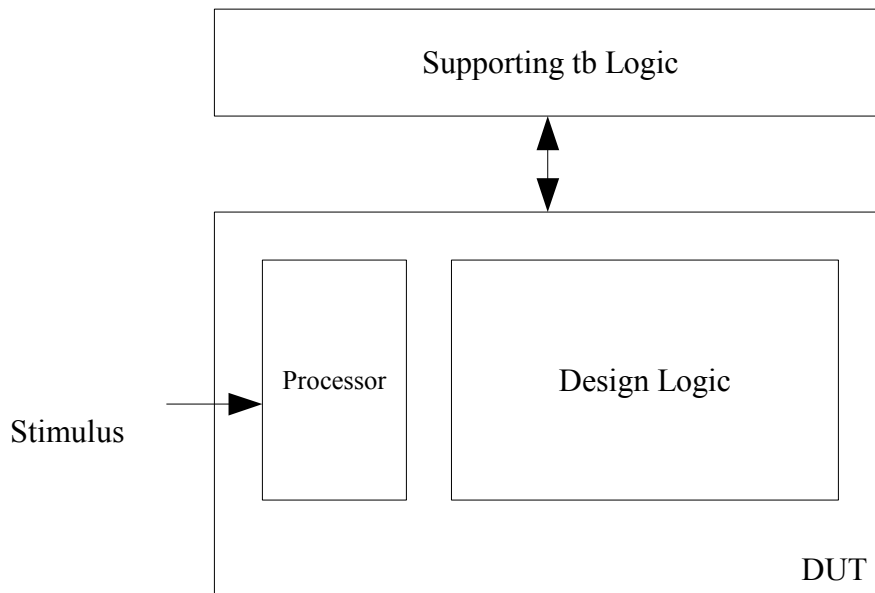 Supporting tb Logic
Processor
Design Logic
Stimulus
DUT